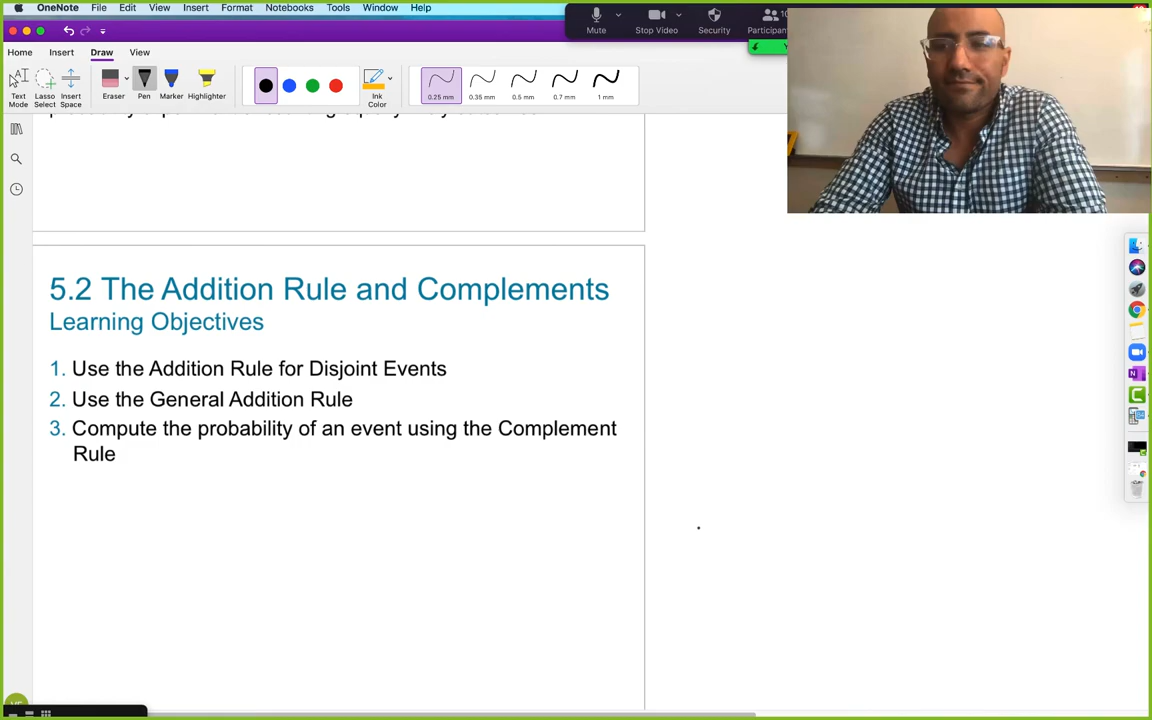 OneNote File Edit View Insert Format Notebooks Tools Window Help
Mute Stop Video Security Participan
Home Insert Draw View
Text Mode Lasso Select Insert Space Eraser Pen Marker Highlighter Ink Color 0.25 mm 0.35 mm 0.5 mm 0.7 mm 1 mm
5.2 The Addition Rule and Complements
Learning Objectives
1. Use the Addition Rule for Disjoint Events
2. Use the General Addition Rule
3. Compute the probability of an event using the Complement
Rule